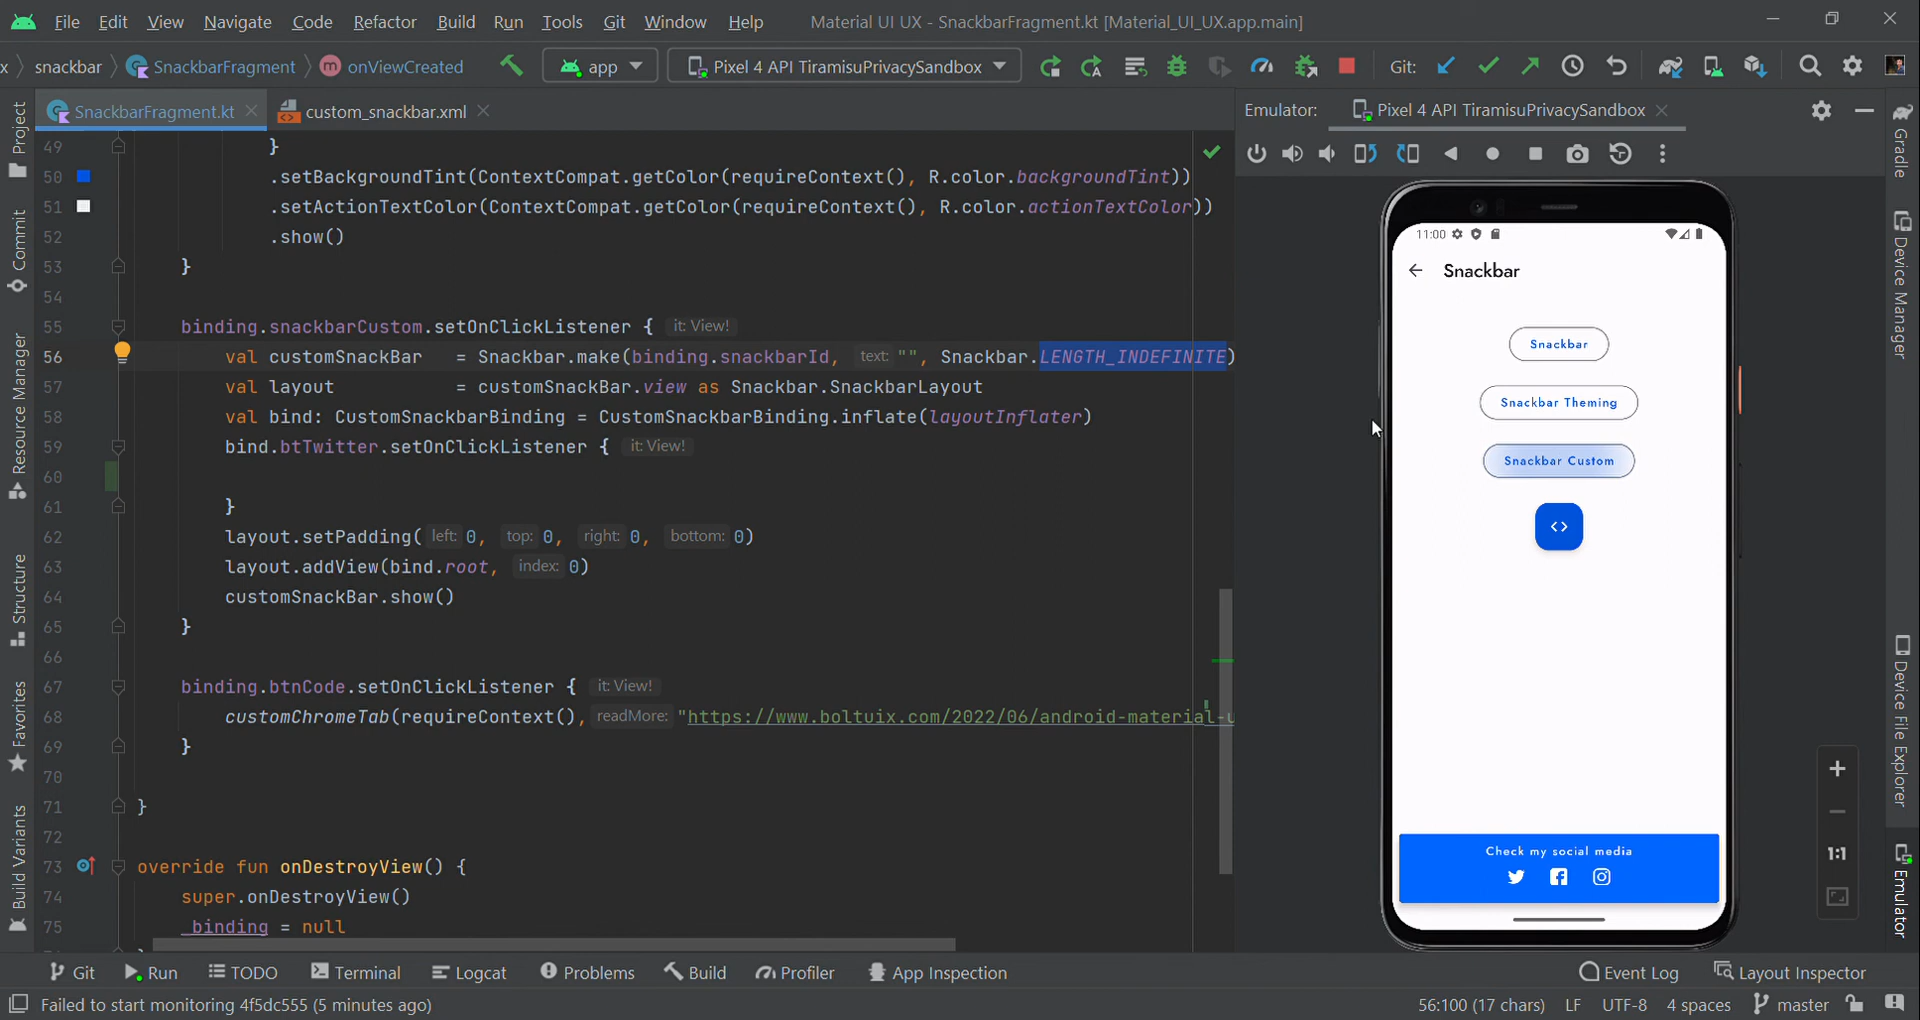 File Edit View Navigate Code Refactor Build Run Tools Git Window Help Material UI UX - SnackbarFragment.kt [Material_UI_UX.app.main]
x snackbar SnackbarFragment m onViewCreated app Pixel 4 API TiramisuPrivacySandbox Git:
SnackbarFragment.kt custom_snackbar.xml
Emulator: Pixel 4 API TiramisuPrivacySandbox
49 }
50 .setBackgroundTint(ContextCompat.getColor(requireContext(), R.color.backgroundTint))
51 .setActionTextColor(ContextCompat.getColor(requireContext(), R.color.actionTextColor))
52 .show()
53 }
54
55 binding.snackbarCustom.setOnClickListener { it: View!
56 val customSnackBar = Snackbar.make(binding.snackbarId, text: "", Snackbar.LENGTH_INDEFINITE)
57 val layout = customSnackBar.view as Snackbar.SnackbarLayout
58 val bind: CustomSnackbarBinding = CustomSnackbarBinding.inflate(layoutInflater)
59 bind.btTwitter.setOnClickListener { it: View!
60
61 }
62 layout.setPadding( left: 0, top: 0, right: 0, bottom: 0)
63 layout.addView(bind.root, index: 0)
64 customSnackBar.show()
65 }
66
67 binding.btnCode.setOnClickListener { it: View!
68 customChromeTab(requireContext(), readMore: "https://www.boltuix.com/2022/06/android-material-u
69 }
70
71 }
72
73 override fun onDestroyView() {
74 super.onDestroyView()
75 _binding = null
Project
Commit
Resource Manager
Structure
Favorites
Build Variants
11:00
Snackbar
Snackbar
Snackbar Theming
Snackbar Custom
<>
Check my social media
1:1
Gradle
Device Manager
Device File Explorer
Emulator
Git Run TODO Terminal Logcat Problems Build Profiler App Inspection Event Log Layout Inspector
Failed to start monitoring 4f5dc555 (5 minutes ago) 56:100 (17 chars) LF UTF-8 4 spaces master